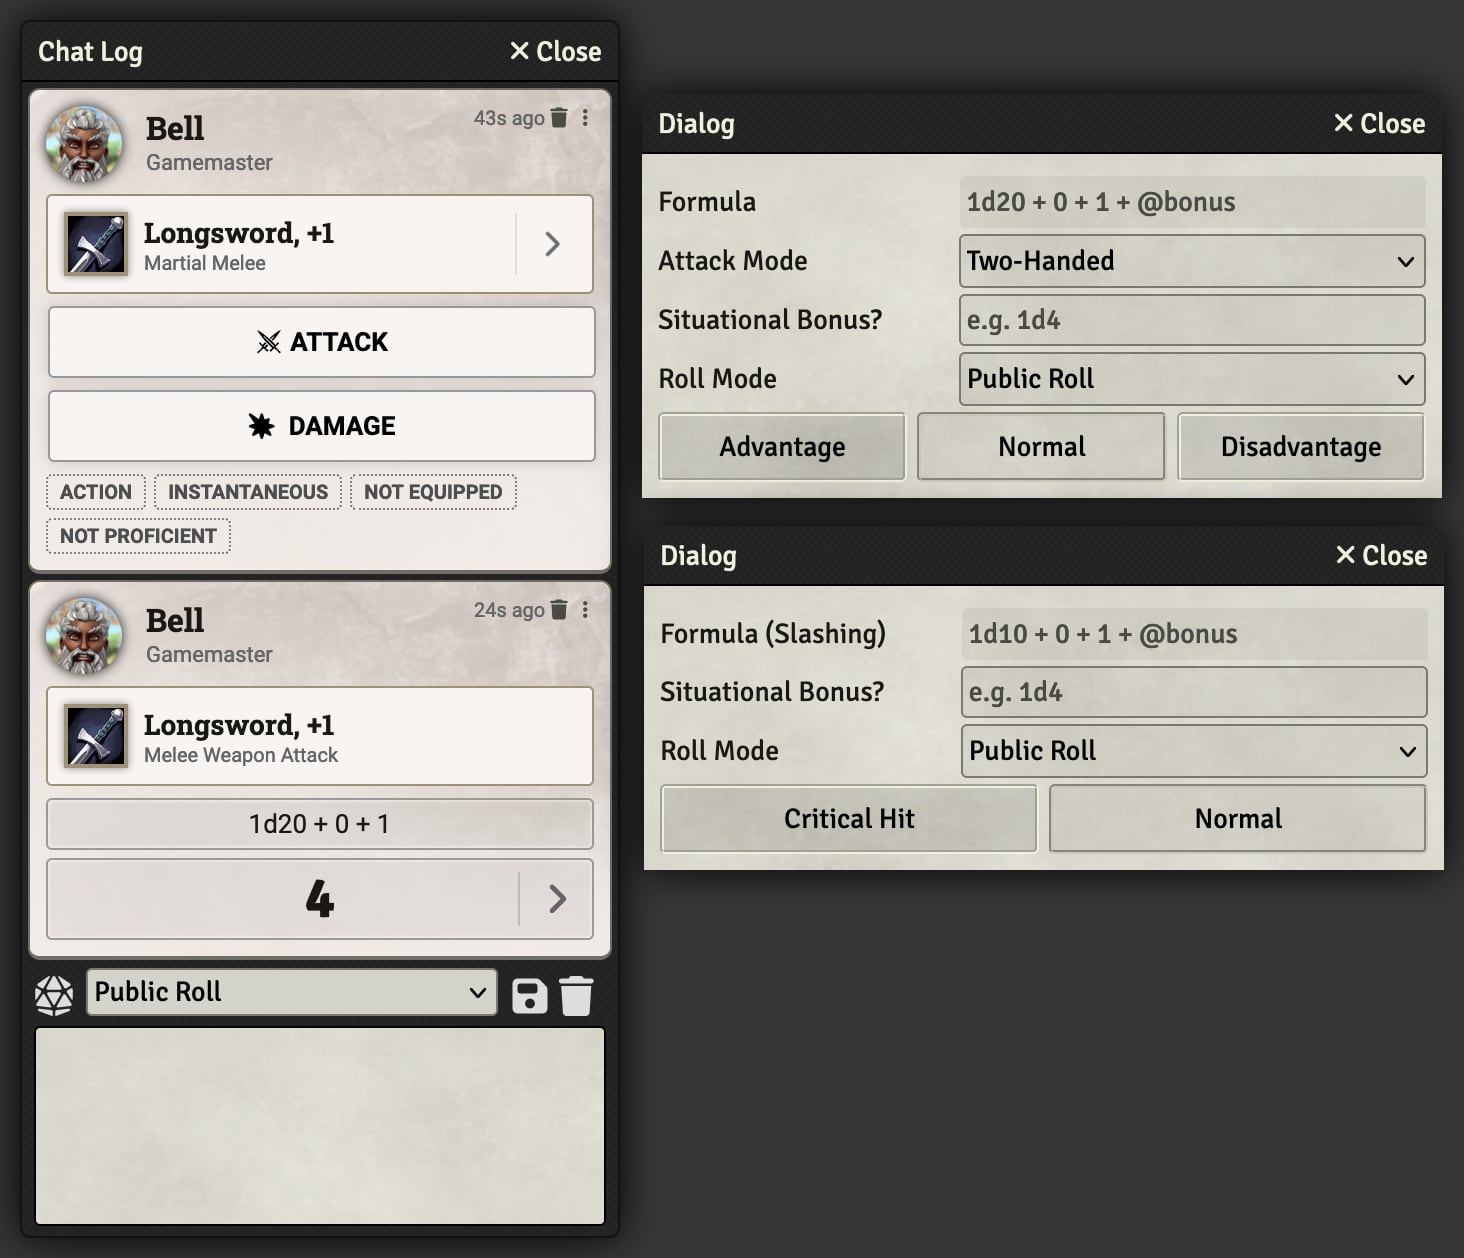 Chat Log
Close
Bell
43s ago
Gamemaster
Longsword, +1
Martial Melee
ATTACK
DAMAGE
ACTION
INSTANTANEOUS
NOT EQUIPPED
NOT PROFICIENT
Bell
24s ago
Gamemaster
Longsword, +1
Melee Weapon Attack
1d20 + 0 + 1
4
Public Roll
Dialog
Close
Formula
1d20 + 0 + 1 + @bonus
Attack Mode
Two-Handed
Situational Bonus?
e.g. 1d4
Roll Mode
Public Roll
Advantage
Normal
Disadvantage
Dialog
Close
Formula (Slashing)
1d10 + 0 + 1 + @bonus
Situational Bonus?
e.g. 1d4
Roll Mode
Public Roll
Critical Hit
Normal